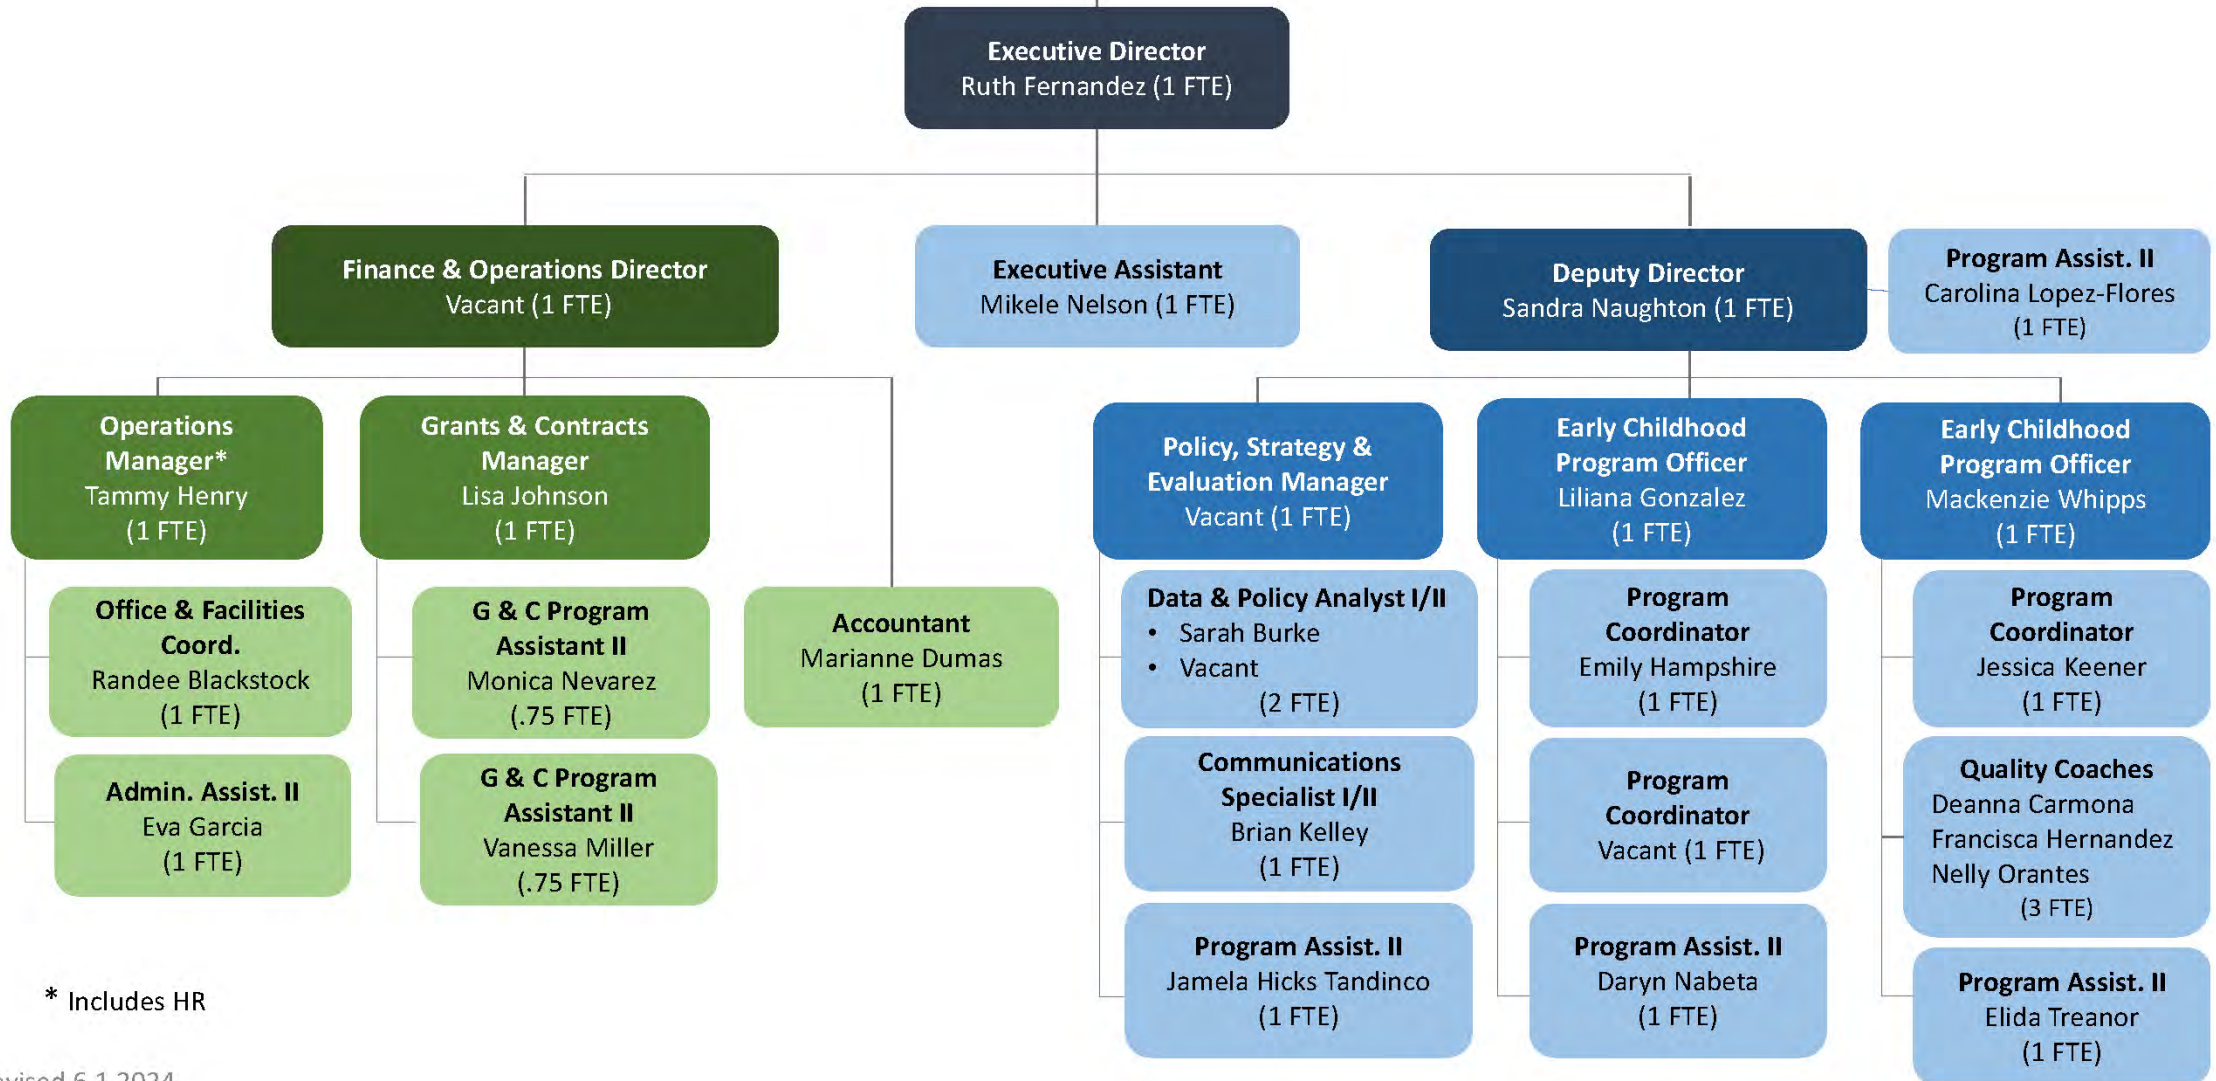 Executive Director
Ruth Fernandez (1 FTE)
Finance & Operations Director
Vacant (1 FTE)
Executive Assistant
Mikele Nelson (1 FTE)
Deputy Director
Sandra Naughton (1 FTE)
Program Assist. II
Carolina Lopez-Flores
(1 FTE)
Operations
Manager*
Tammy Henry
(1 FTE)
Grants & Contracts
Manager
Lisa Johnson
(1 FTE)
Policy, Strategy &
Evaluation Manager
Vacant (1 FTE)
Early Childhood
Program Officer
Liliana Gonzalez
(1 FTE)
Early Childhood
Program Officer
Mackenzie Whipps
(1 FTE)
Office & Facilities
Coord.
Randee Blackstock
(1 FTE)
G & C Program
Assistant II
Monica Nevarez
(.75 FTE)
Accountant
Marianne Dumas
(1 FTE)
Data & Policy Analyst I/II
• Sarah Burke
• Vacant
(2 FTE)
Program
Coordinator
Emily Hampshire
(1 FTE)
Program
Coordinator
Jessica Keener
(1 FTE)
Admin. Assist. II
Eva Garcia
(1 FTE)
G & C Program
Assistant II
Vanessa Miller
(.75 FTE)
Communications
Specialist I/II
Brian Kelley
(1 FTE)
Program
Coordinator
Vacant (1 FTE)
Quality Coaches
Deanna Carmona
Francisca Hernandez
Nelly Orantes
(3 FTE)
Program Assist. II
Jamela Hicks Tandinco
(1 FTE)
Program Assist. II
Daryn Nabeta
(1 FTE)
Program Assist. II
Elida Treanor
(1 FTE)
* Includes HR
6.1.2024